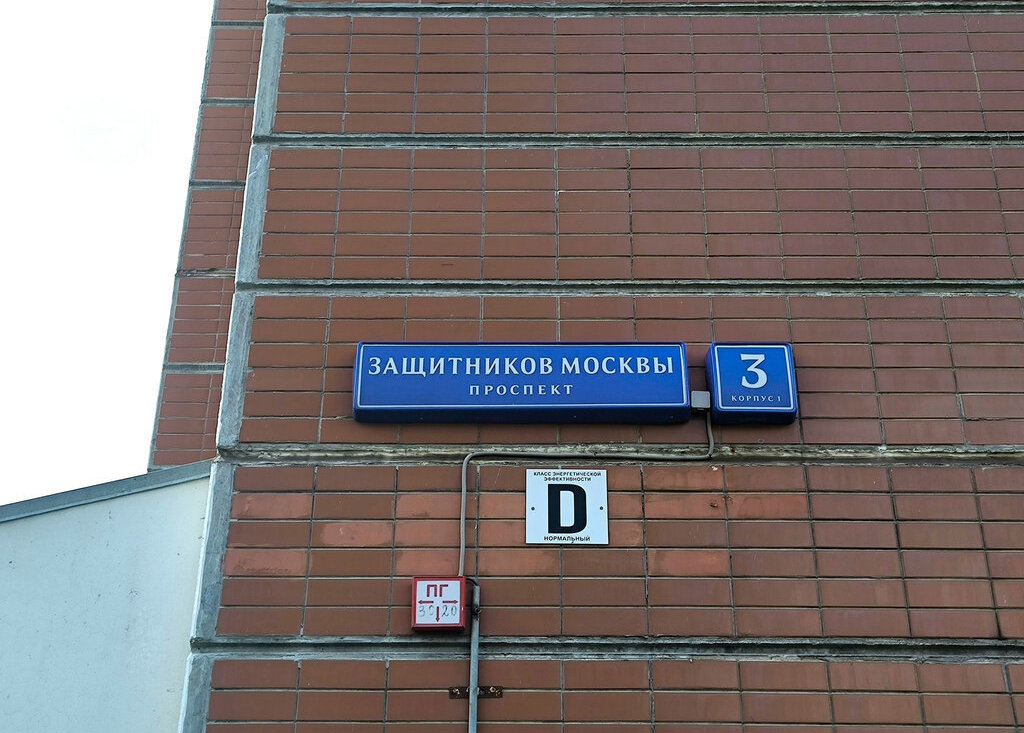 ЗАЩИТНИКОВ МОСКВЫ
ПРОСПЕКТ
3
КОРПУС 1
КЛАСС ЭНЕРГЕТИЧЕСКОЙ
ЭФФЕКТИВНОСТИ
D
НОРМАЛЬНЫЙ
ПГ
20